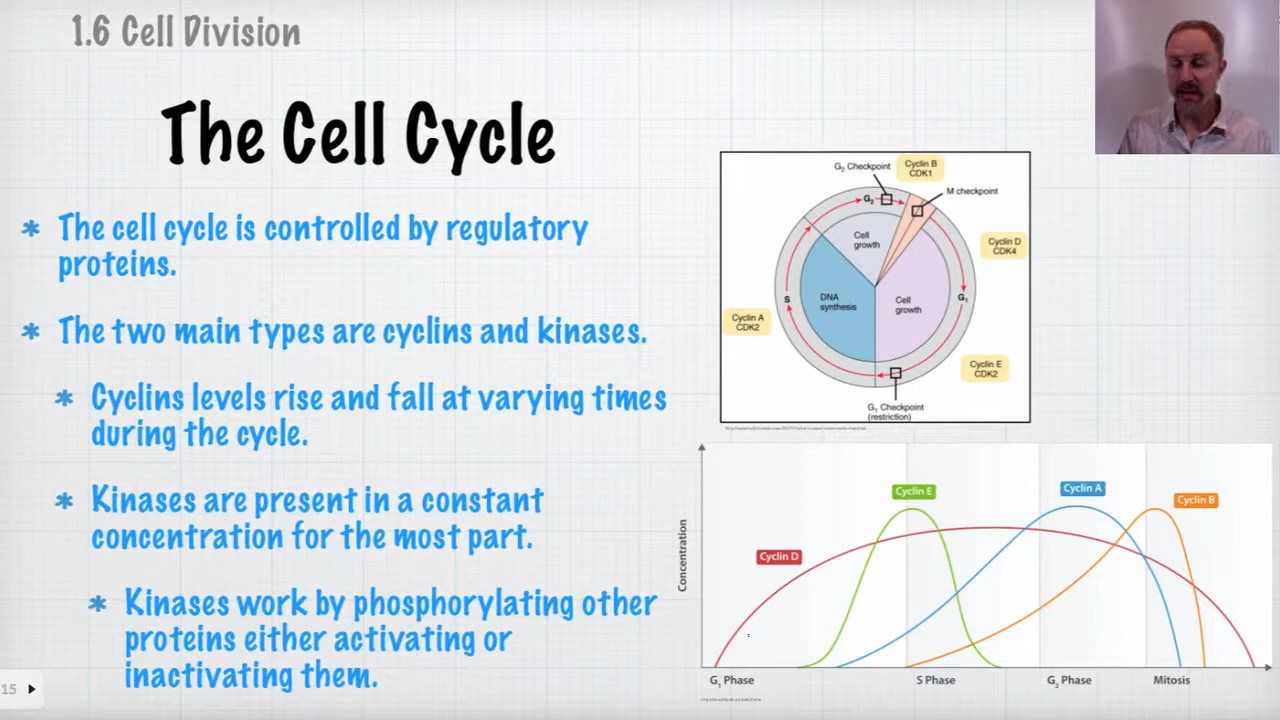 1.6 Cell Division
The Cell Cycle
* The cell cycle is controlled by regulatory
proteins.
* The two main types are cyclins and kinases.
* Cyclins levels rise and fall at varying times
during the cycle.
* Kinases are present in a constant
concentration for the most part.
* Kinases work by phosphorylating other
proteins either activating or
inactivating them.
15
G₂ Checkpoint
Cyclin B
CDK1
M checkpoint
G₂
Cell
growth
Cyclin D
CDK4
S
DNA
synthesis
Cell
growth
G₁
Cyclin A
CDK2
Cyclin E
CDK2
G₁ Checkpoint
(restriction)
Concentration
Cyclin D
Cyclin E
Cyclin A
Cyclin B
G₁ Phase
S Phase
G₂ Phase
Mitosis